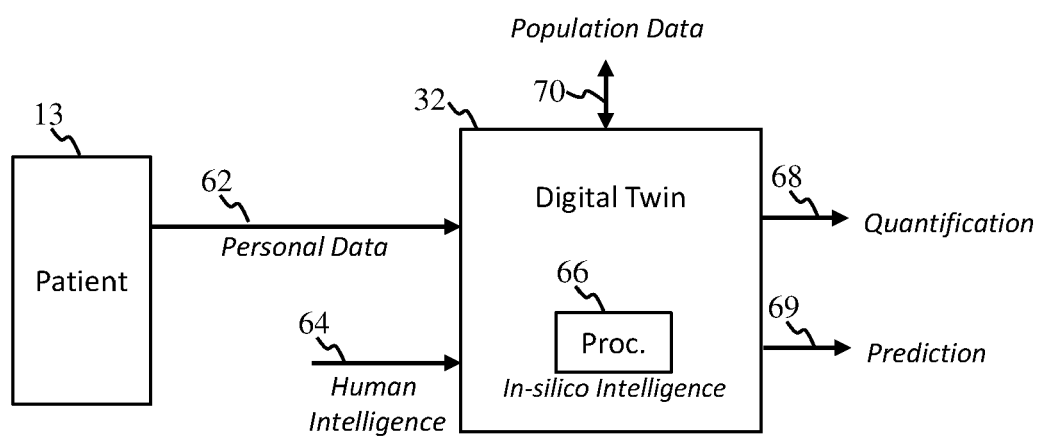 Population Data
70
13
32
62
68
Digital Twin
Quantification
Personal Data
Patient
66
69
64
Proc.
Prediction
Human
Intelligence
In-silico Intelligence